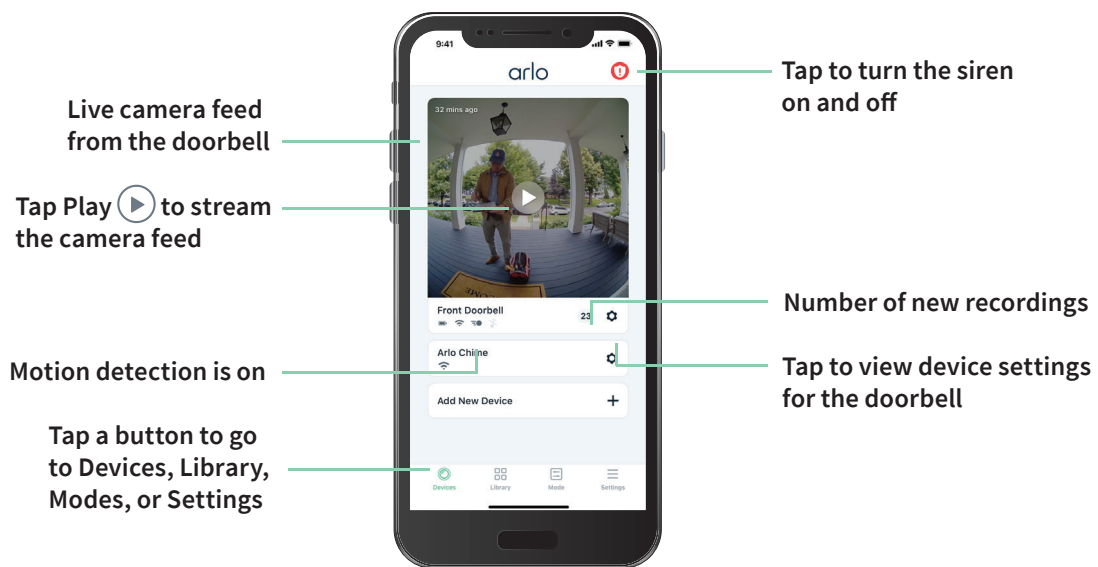 9:41
arlo
Tap to turn the siren
on and off
Live camera feed
from the doorbell
32 mins ago
Tap Play to stream
the camera feed
WELCOME
Front Doorbell
23
Number of new recordings
Arlo Chime
Motion detection is on
Tap to view device settings
for the doorbell
Add New Device
Tap a button to go
to Devices, Library,
Modes, or Settings
Devices
Library
Mode
Settings